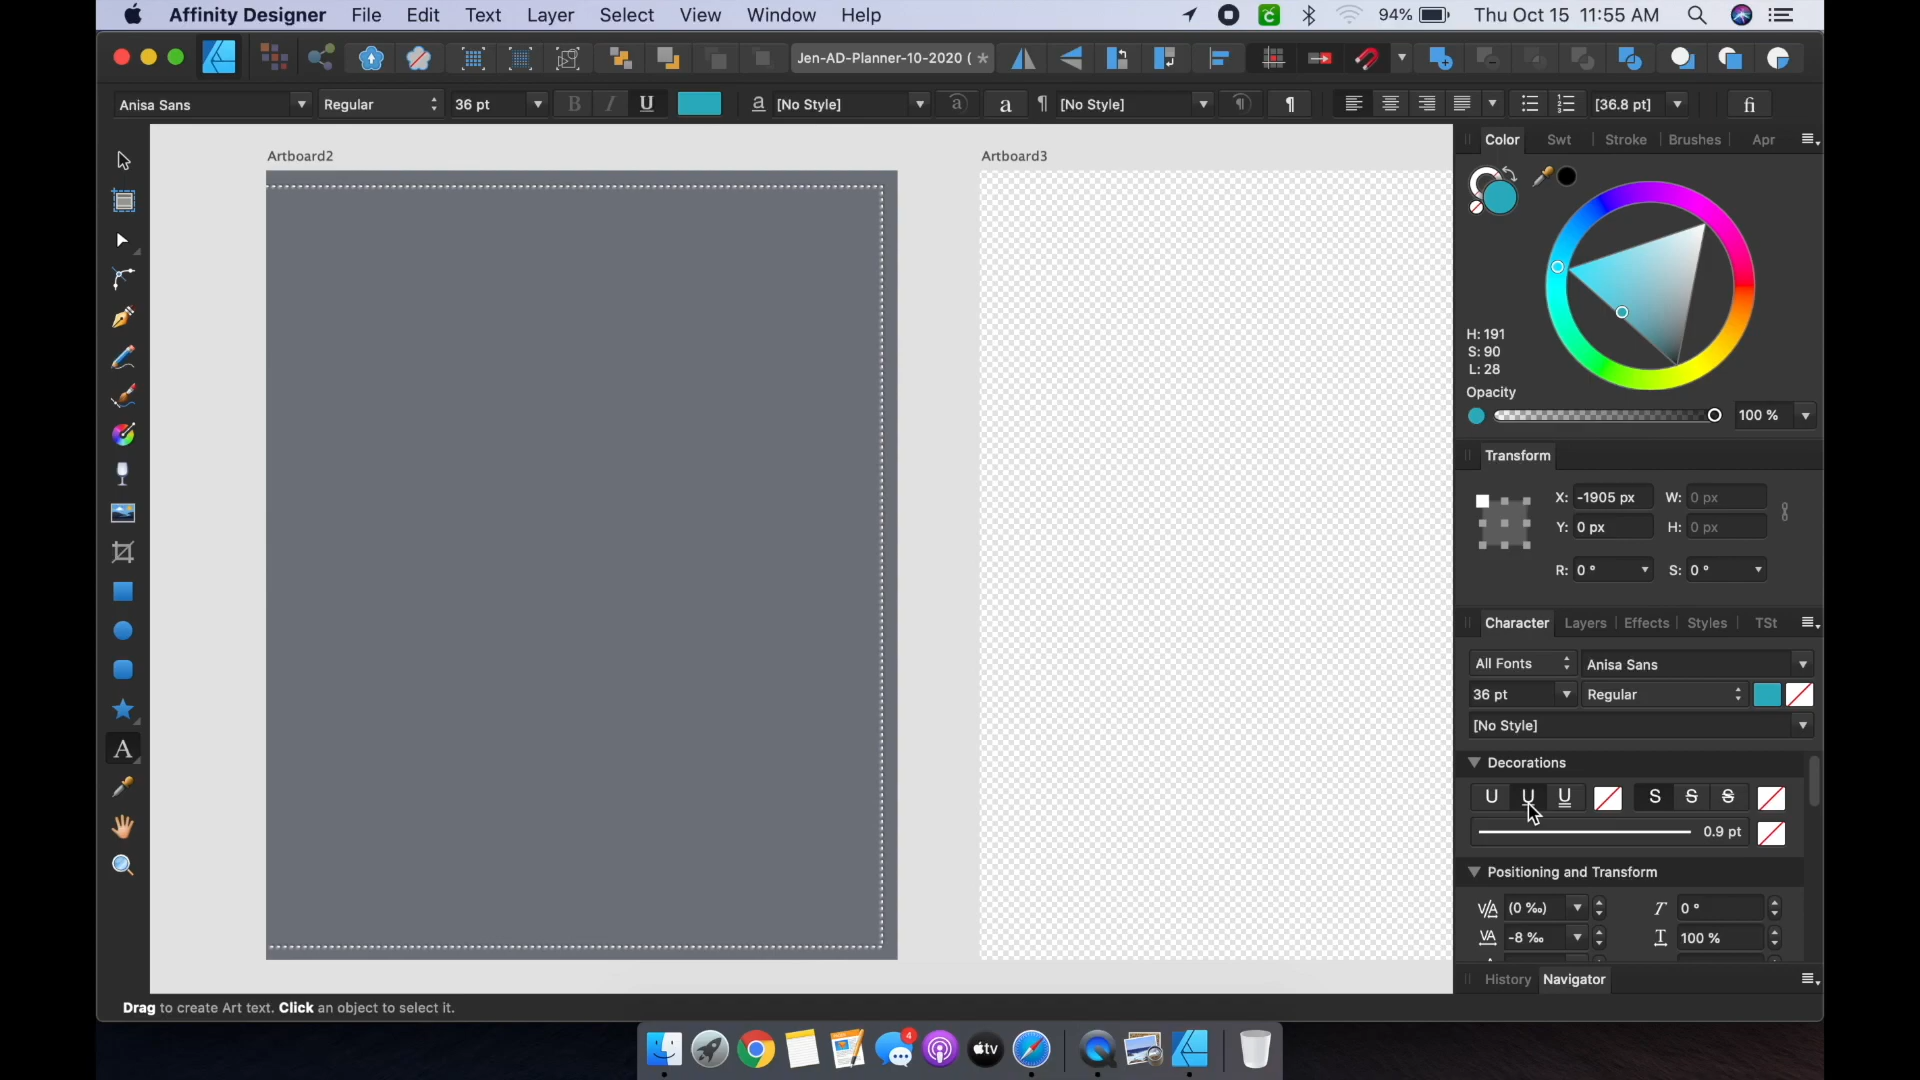 Affinity Designer File Edit Text Layer Select View Window Help 94% Thu Oct 15 11:55 AM
Jen-AD-Planner-10-2020 ( *
Anisa Sans Regular 36 pt B I U a [No Style] a a ¶ [No Style] ¶ ¶ [36.8 pt] fi
Artboard2 Artboard3
Color Swt Stroke Brushes Apr
H: 191
S: 90
L: 28
Opacity
100 %
Transform
X: -1905 px W: 0 px
Y: 0 px H: 0 px
R: 0 ° S: 0 °
Character Layers Effects Styles TSt
All Fonts Anisa Sans
36 pt Regular
[No Style]
Decorations
U U U S S S
0.9 pt
Positioning and Transform
V/A (0 ‰) T 0 °
VA -8 ‰ T 100 %
A
History Navigator
Drag to create Art text. Click an object to select it.
4
tv